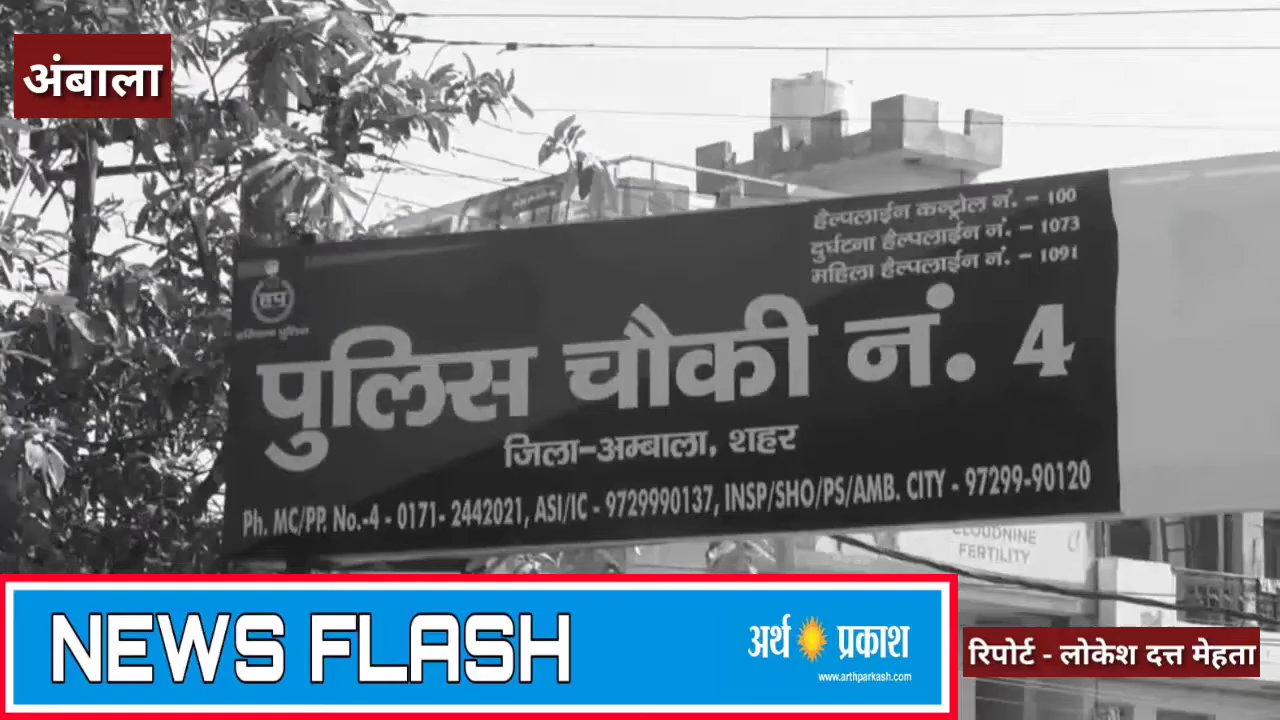 अंबाला
हैल्पलाईन कन्ट्रोल नं. – 100
दुर्घटना हैल्पलाईन नं. – 1073
महिला हैल्पलाईन नं. – 1091
हप
हरियाणा पुलिस
पुलिस चौकी नं. 4
जिला-अम्बाला, शहर
Ph. MC/PP. No.-4 - 0171- 2442021, ASI/IC - 9729990137, INSP/SHO/PS/AMB. CITY - 97299-90120
CLOUDNINE
FERTILITY
NEWS FLASH
अर्थ प्रकाश
www.arthparkash.com
रिपोर्ट - लोकेश दत्त मेहता